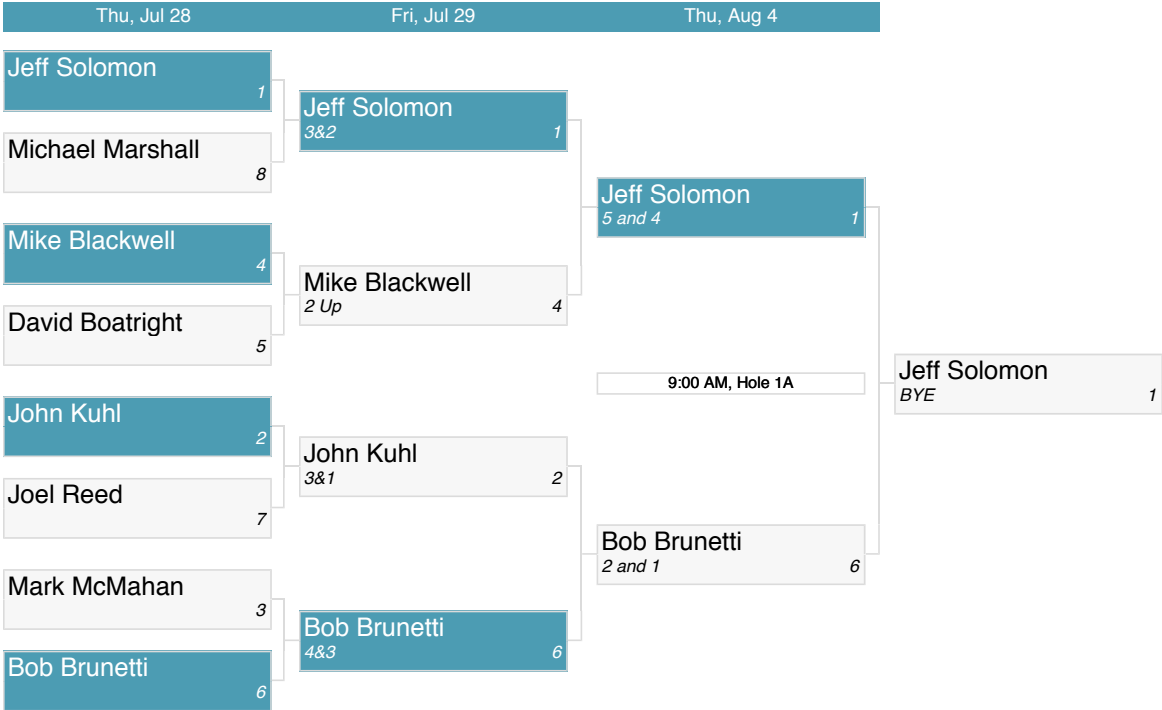 Thu, Jul 28
Fri, Jul 29
Thu, Aug 4
Jeff Solomon
1
Michael Marshall
8
Mike Blackwell
4
David Boatright
5
John Kuhl
2
Joel Reed
7
Mark McMahan
3
Bob Brunetti
6
Jeff Solomon
3&2 1
Mike Blackwell
2 Up 4
John Kuhl
3&1 2
Bob Brunetti
4&3 6
Jeff Solomon
5 and 4 1
9:00 AM, Hole 1A
Bob Brunetti
2 and 1 6
Jeff Solomon
BYE 1